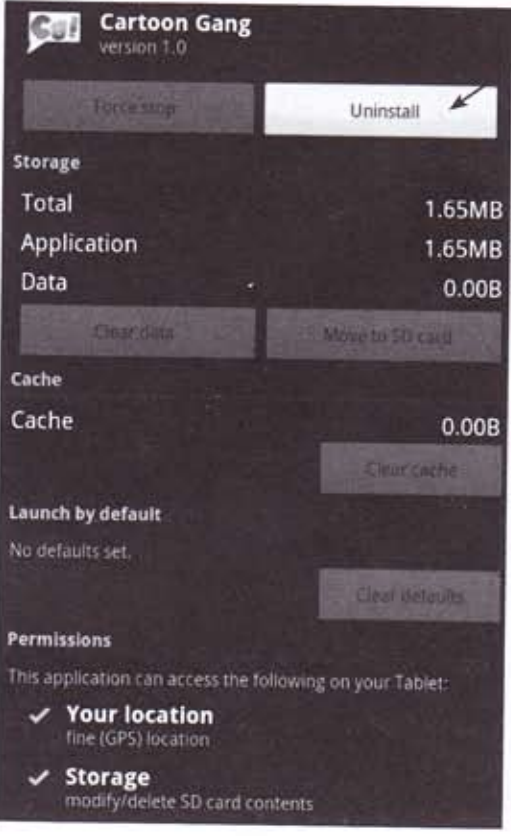 Cartoon Gang
version 1.0
Force stop Uninstall
Storage
Total 1.65MB
Application 1.65MB
Data 0.00B
Clear data Move to SD card
Cache
Cache 0.00B
Clear cache
Launch by default
No defaults set.
Clear defaults
Permissions
This application can access the following on your Tablet:
Your location
fine (GPS) location
Storage
modify/delete SD card contents